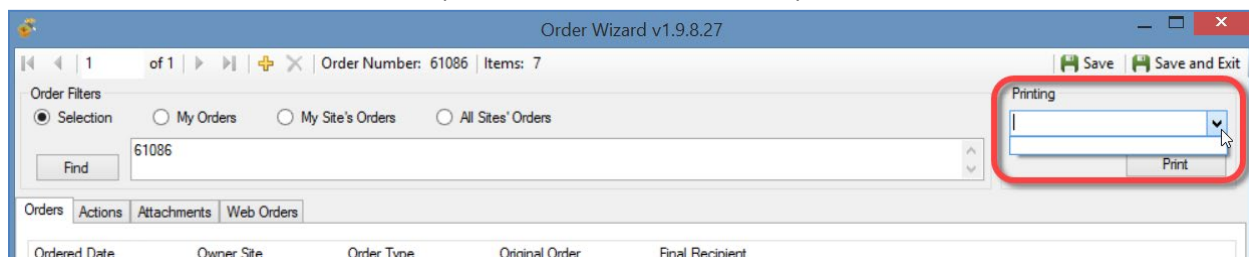 Order Wizard v1.9.8.27
1 of 1 Order Number: 61086 Items: 7 Save Save and Exit
Order Filters Printing
Selection My Orders My Site's Orders All Sites' Orders
61086
Find Print
Orders Actions Attachments Web Orders
Ordered Date Owner Site Order Type Original Order Final Recipient